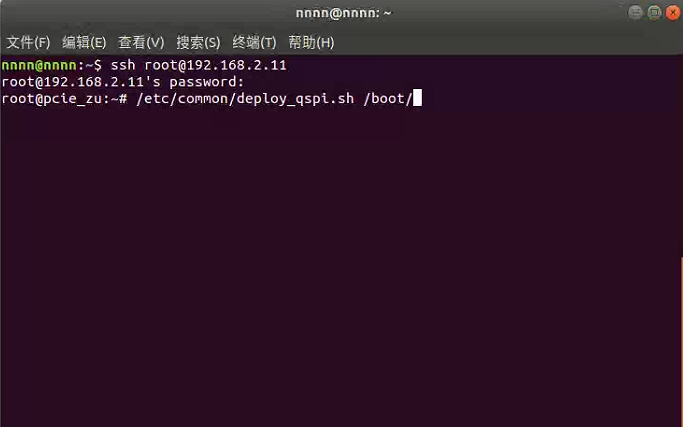 nnnn@nnnn: ~
文件(F) 编辑(E) 查看(V) 搜索(S) 终端(T) 帮助(H)
nnnn@nnnn:~$ ssh root@192.168.2.11
root@192.168.2.11's password:
root@pcie_zu:~# /etc/common/deploy_qspi.sh /boot/